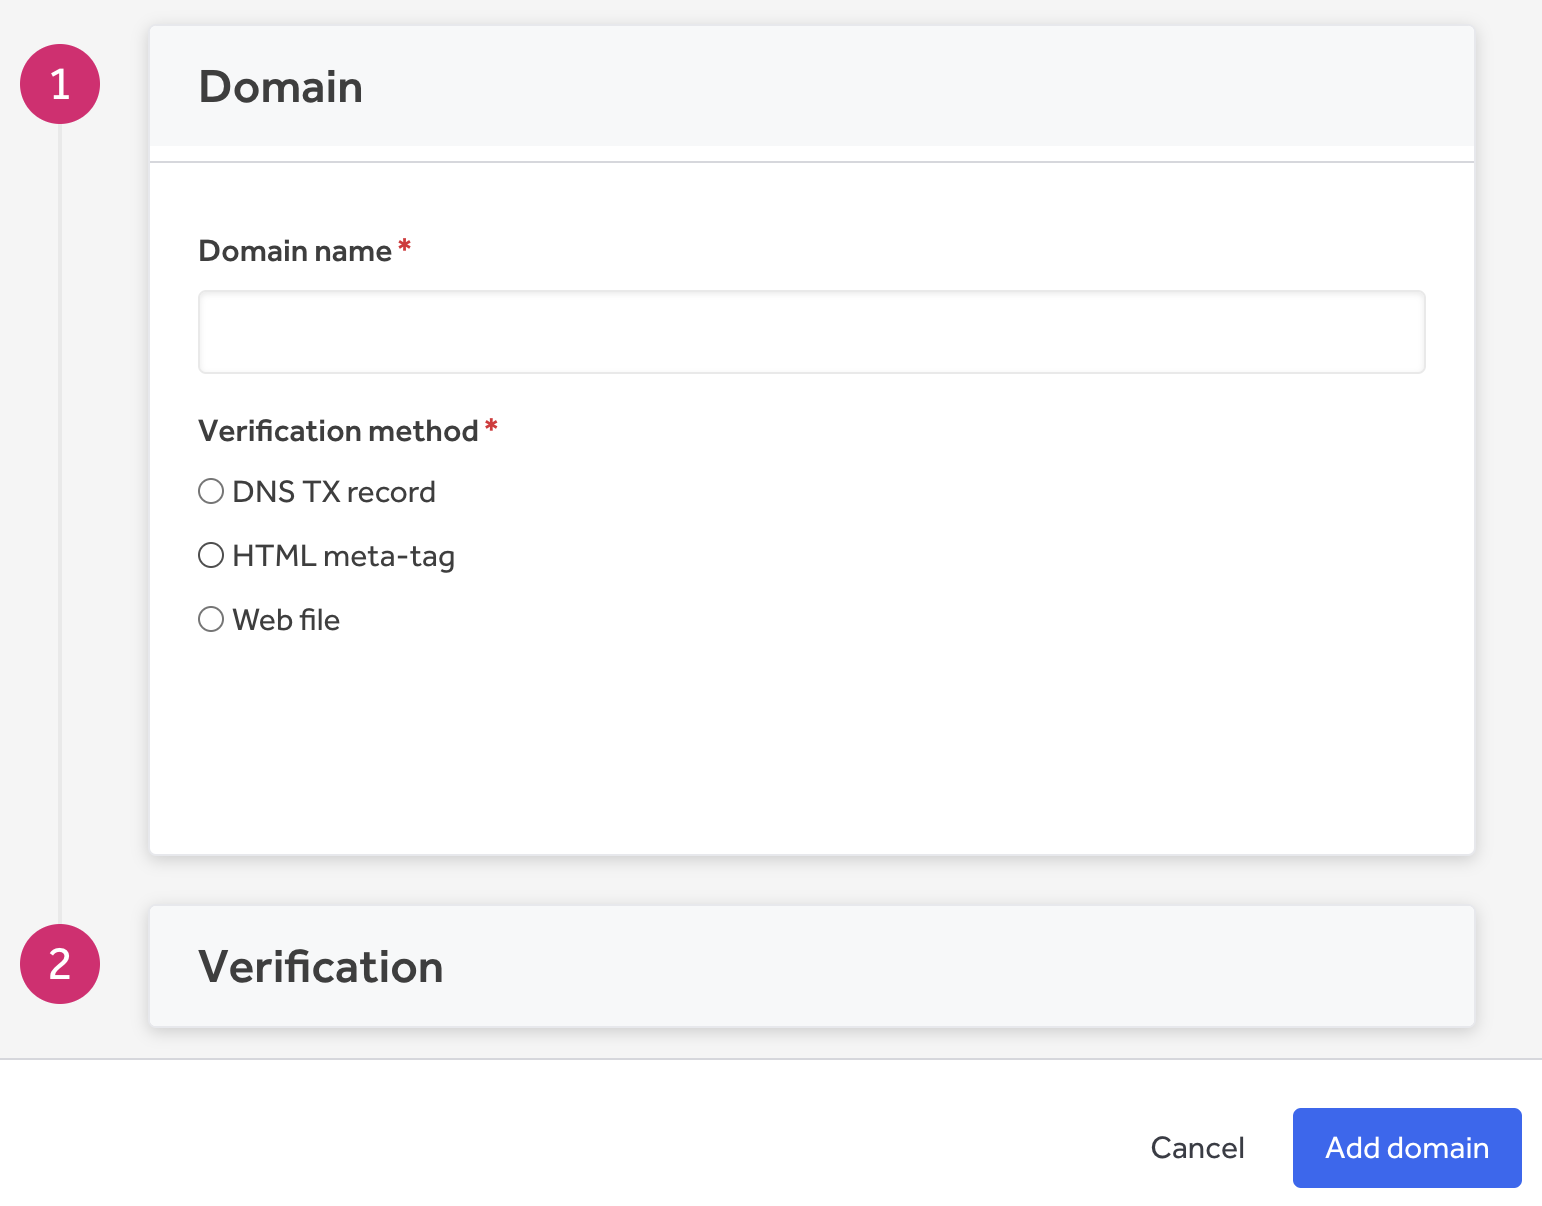 1
Domain
Domain name *
Verification method *
DNS TX record
HTML meta-tag
Web file
2
Verification
Cancel
Add domain